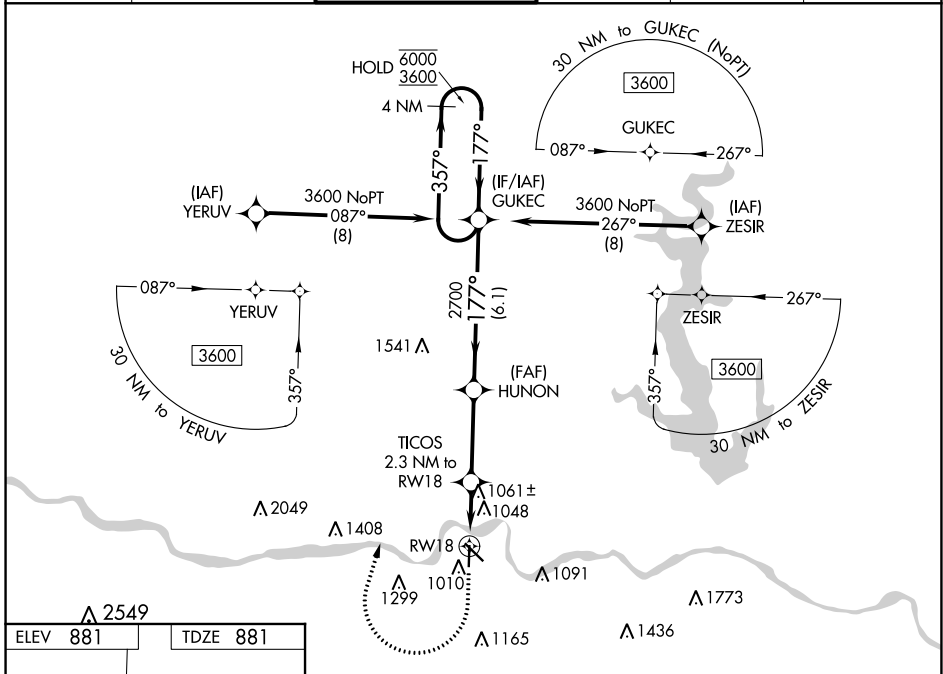 30 NM to GUKEC (NoPT)
3600
GUKEC
087°
267°
HOLD 6000
3600
4 NM
357°
177°
(IF/IAF)
GUKEC
(IAF)
YERUV
3600 NoPT
087°
(8)
3600 NoPT
267°
(8)
(IAF)
ZESIR
2700
177°
(6.1)
087°
YERUV
3600
357°
30 NM to YERUV
267°
ZESIR
3600
357°
30 NM to ZESIR
1541
(FAF)
HUNON
TICOS
2.3 NM to
RW18
1061±
1048
2049
1408
RW18
1010
1299
1091
1773
2549
1165
1436
ELEV 881
TDZE 881